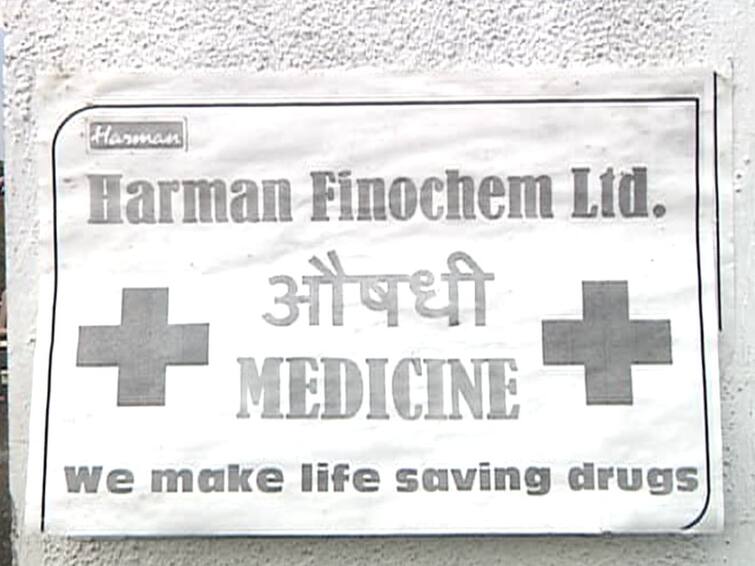 Harman
Harman Finochem Ltd.
औषधी
MEDICINE
We make life saving drugs